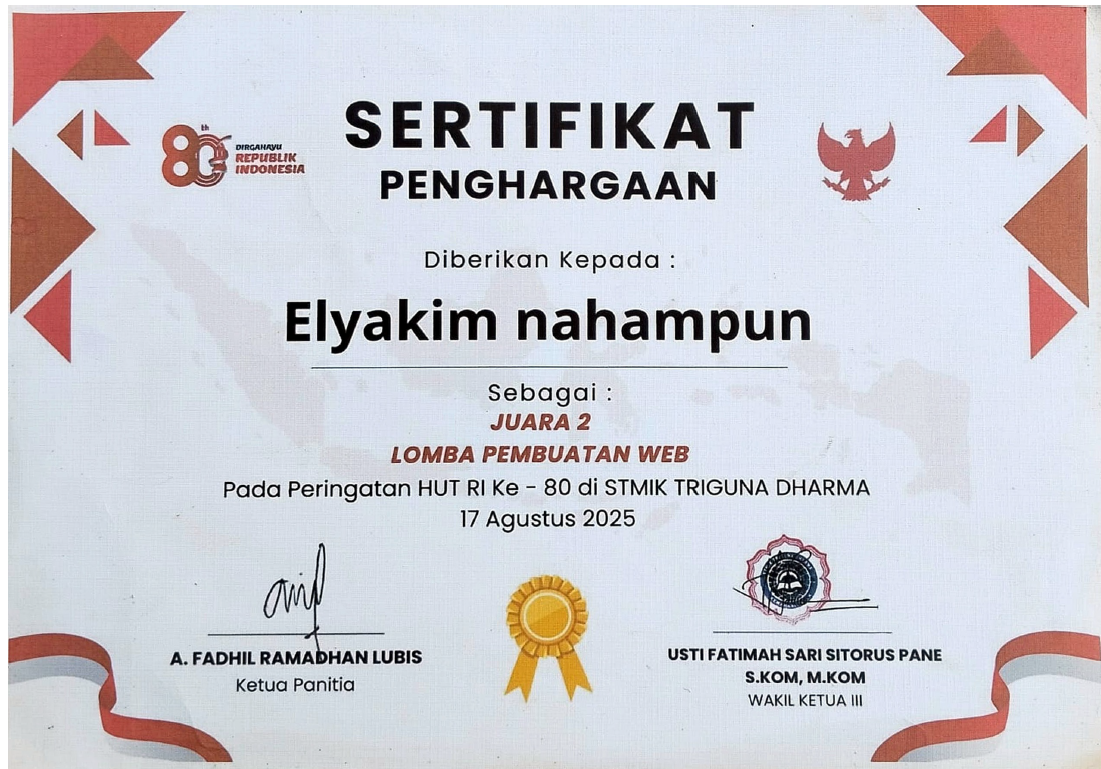 SERTIFIKAT
PENGHARGAAN
80th
DIRGAHAYU
REPUBLIK
INDONESIA
Diberikan Kepada :
Elyakim nahampun
Sebagai :
JUARA 2
LOMBA PEMBUATAN WEB
Pada Peringatan HUT RI Ke - 80 di STMIK TRIGUNA DHARMA
17 Agustus 2025
A. FADHIL RAMADHAN LUBIS
Ketua Panitia
USTI FATIMAH SARI SITORUS PANE
S.KOM, M.KOM
WAKIL KETUA III